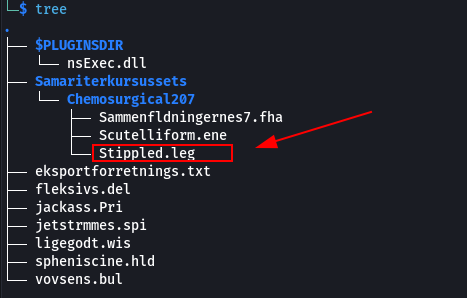 $ tree
.
├── $PLUGINSDIR
│   └── nsExec.dll
├── Samariterkursussets
│   └── Chemosurgical207
│       ├── Sammenfldningernes7.fha
│       ├── Scutelliform.ene
│       └── Stippled.leg
├── eksportforretnings.txt
├── fleksivs.del
├── jackass.Pri
├── jetstrmmes.spi
├── ligegodt.wis
├── spheniscine.hld
└── vovsens.bul